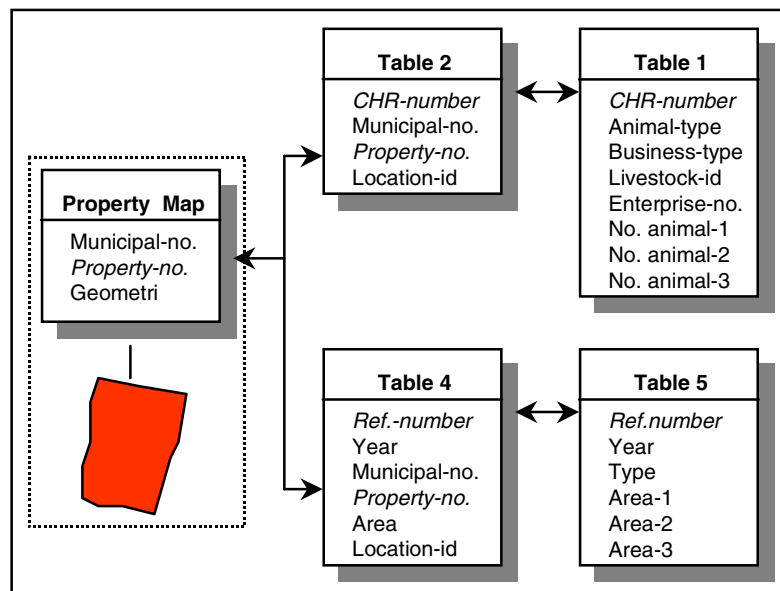 Property Map
Municipal-no.
Property-no.
Geometri
Table 2
CHR-number
Municipal-no.
Property-no.
Location-id
Table 1
CHR-number
Animal-type
Business-type
Livestock-id
Enterprise-no.
No. animal-1
No. animal-2
No. animal-3
Table 4
Ref.-number
Year
Municipal-no.
Property-no.
Area
Location-id
Table 5
Ref.number
Year
Type
Area-1
Area-2
Area-3